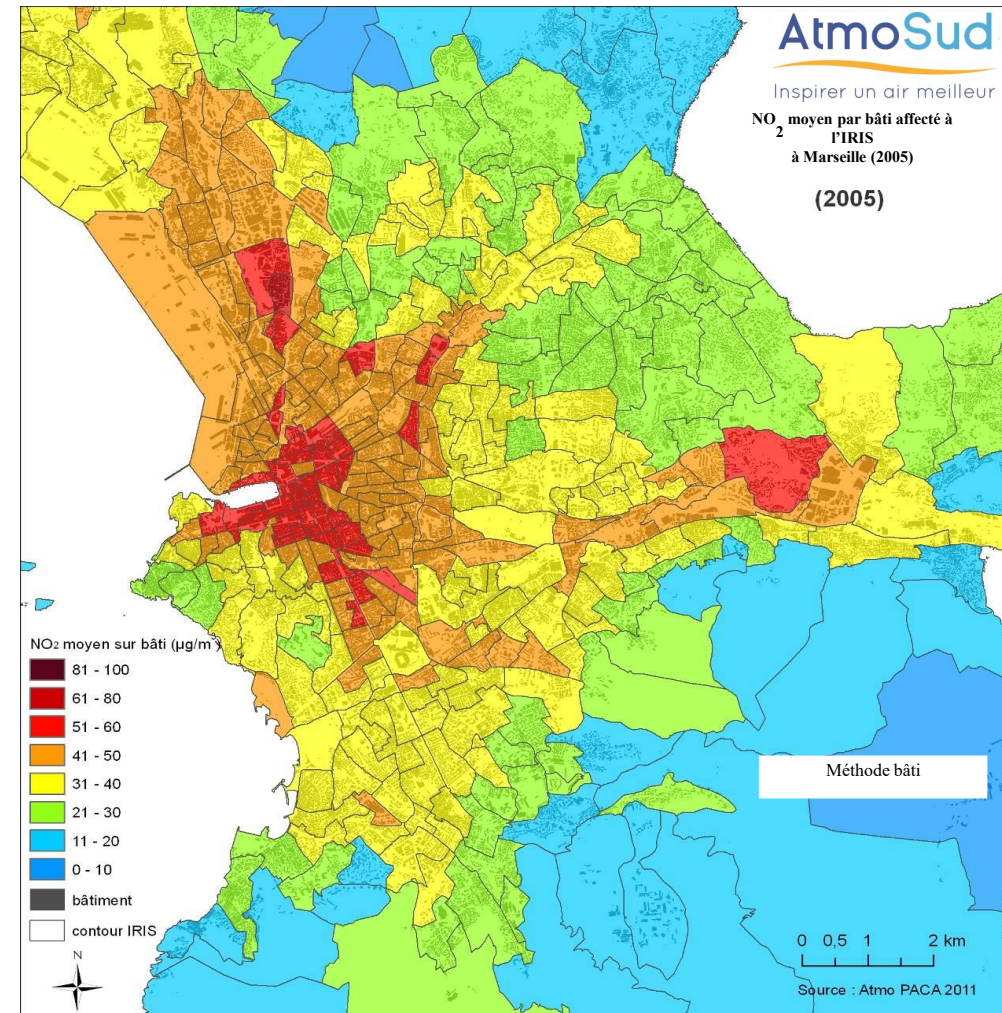 AtmoSud
Inspirer un air meilleur
NO2 moyen par bâti affecté à
l'IRIS
à Marseille (2005)
(2005)
NO2 moyen sur bâti (µg/m³)
81 - 100
61 - 80
51 - 60
41 - 50
31 - 40
21 - 30
11 - 20
0 - 10
bâtiment
contour IRIS
N
Méthode bâti
0 0,5 1 2 km
Source : Atmo PACA 2011